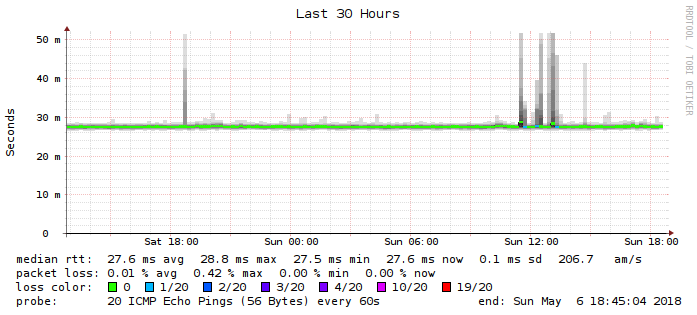 Last 30 Hours
RRDTOOL / TOBI OETIKER
Seconds
50 m
40 m
30 m
20 m
10 m
0
Sat 18:00 Sun 00:00 Sun 06:00 Sun 12:00 Sun 18:00
median rtt: 27.6 ms avg 28.8 ms max 27.5 ms min 27.6 ms now 0.1 ms sd 206.7 am/s
packet loss: 0.01 % avg 0.42 % max 0.00 % min 0.00 % now
loss color: 0 1/20 2/20 3/20 4/20 10/20 19/20
probe: 20 ICMP Echo Pings (56 Bytes) every 60s end: Sun May 6 18:45:04 2018